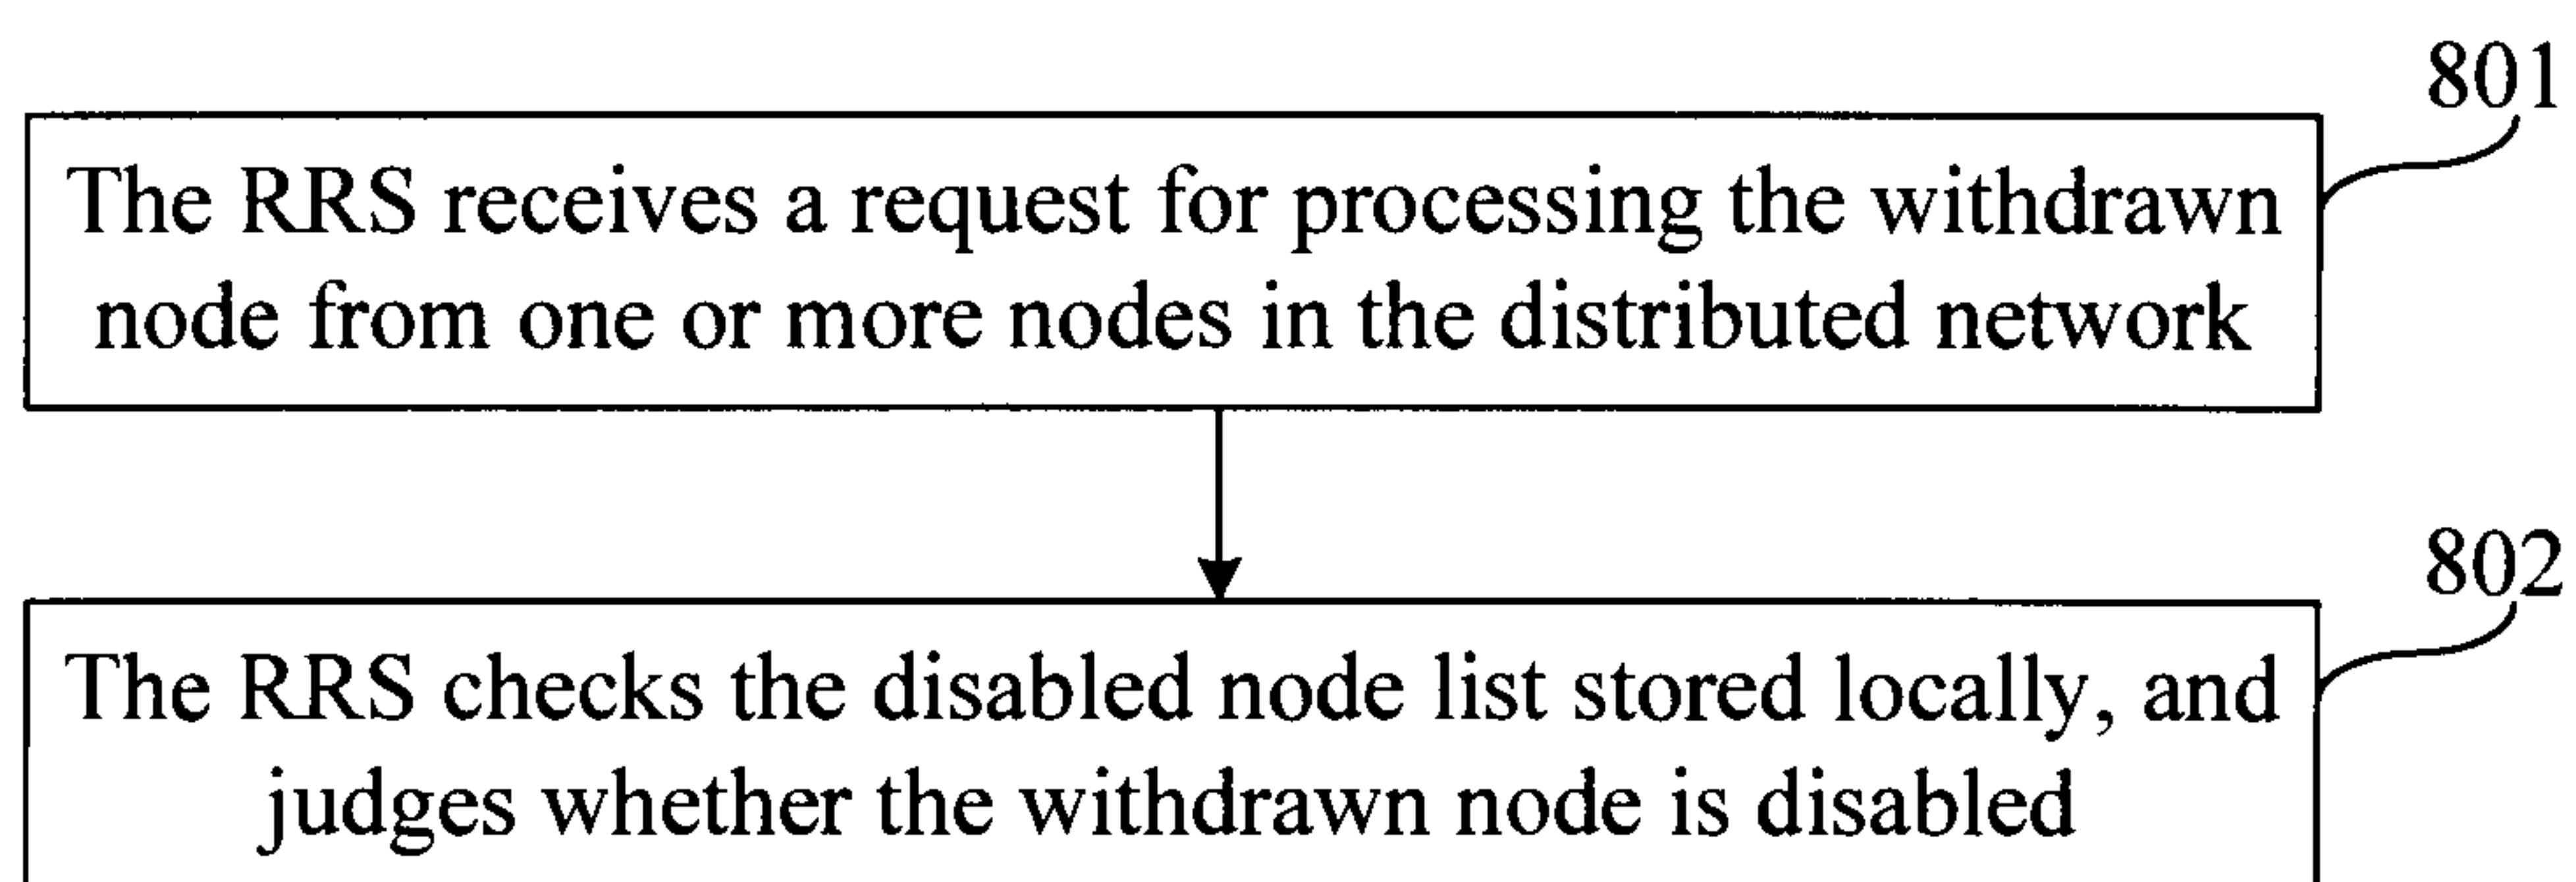 801
The RRS receives a request for processing the withdrawn
node from one or more nodes in the distributed network
802
The RRS checks the disabled node list stored locally, and
judges whether the withdrawn node is disabled